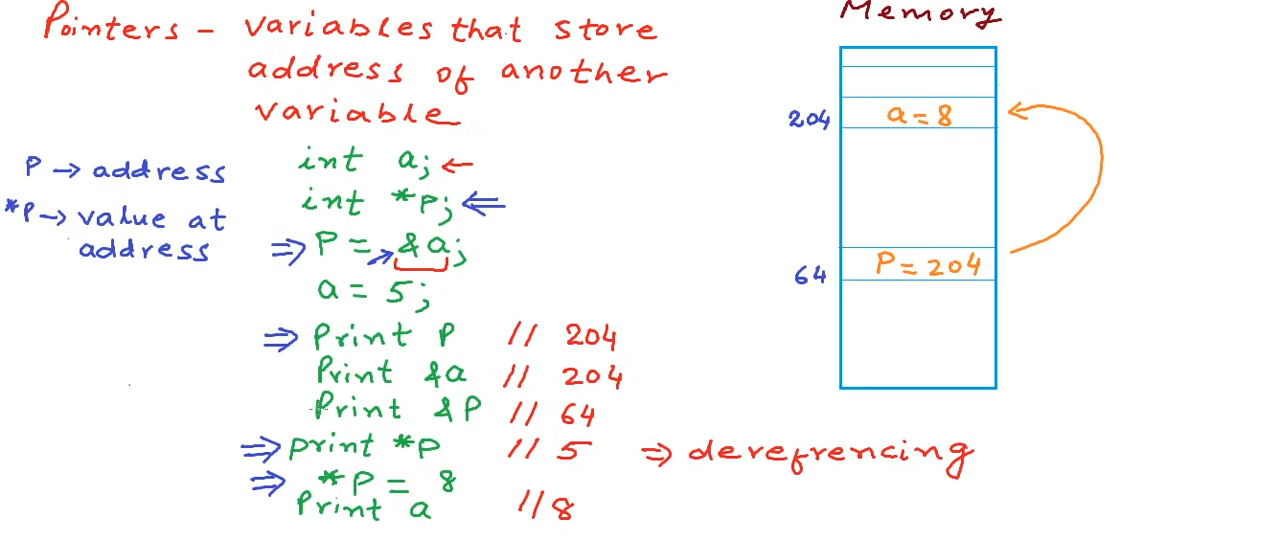 Pointers - variables that store
address of another
variable
P → address
*P → value at
address
int a; ←
int *P; ⇐
⇒ P = &a;
a = 5;
⇒ Print P // 204
Print &a // 204
Print &P // 64
⇒ print *P // 5 ⇒ derefrencing
⇒ *P = 8
Print a //8
Memory
204 a = 8
64 P = 204